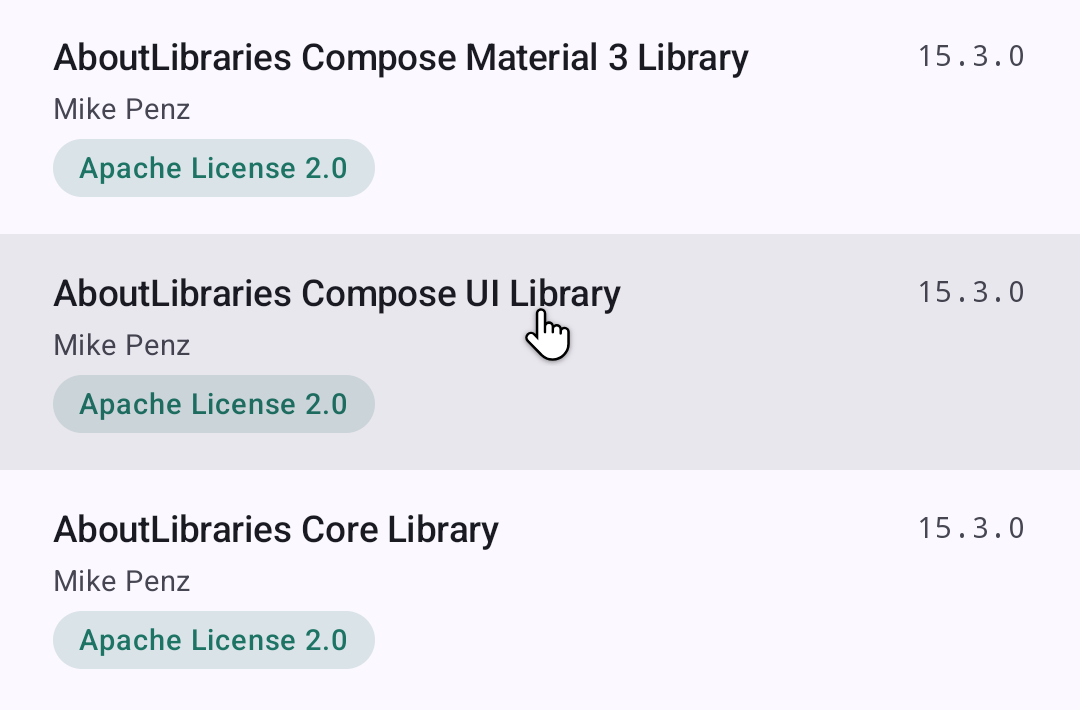 AboutLibraries Compose Material 3 Library 15.3.0
Mike Penz
Apache License 2.0
AboutLibraries Compose UI Library 15.3.0
Mike Penz
Apache License 2.0
AboutLibraries Core Library 15.3.0
Mike Penz
Apache License 2.0